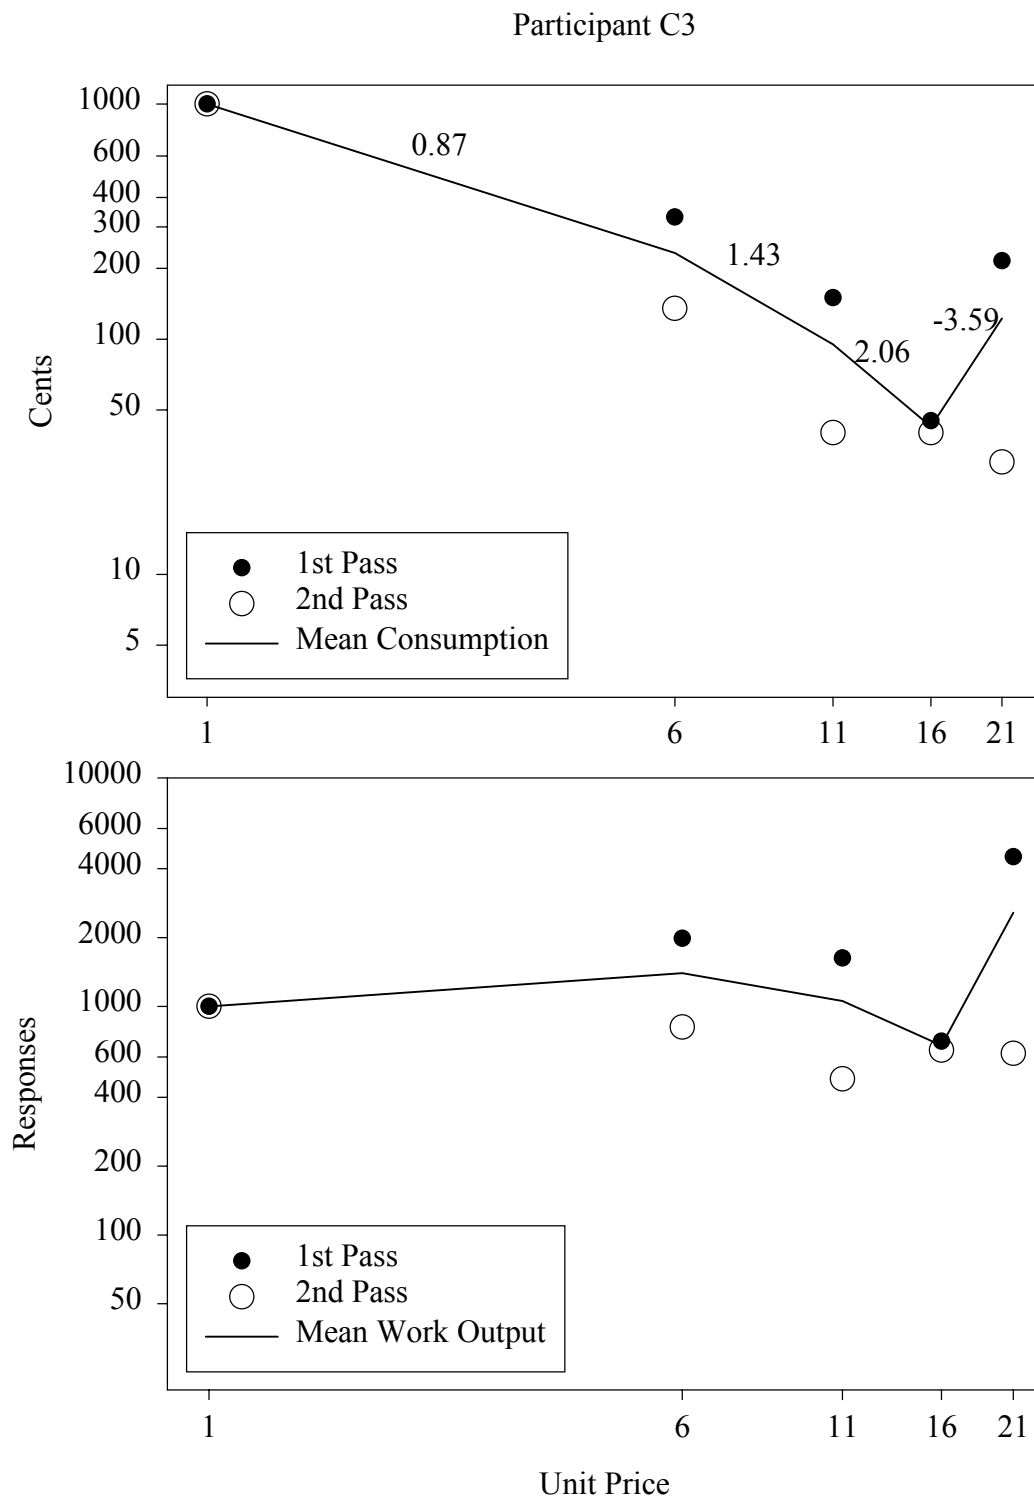 Participant C3
1000
600
400
300
200
100
50
10
5
Cents
0.87
1.43
2.06
-3.59
1st Pass
2nd Pass
Mean Consumption
1 6 11 16 21
10000
6000
4000
2000
1000
600
400
200
100
50
Responses
1st Pass
2nd Pass
Mean Work Output
1 6 11 16 21
Unit Price